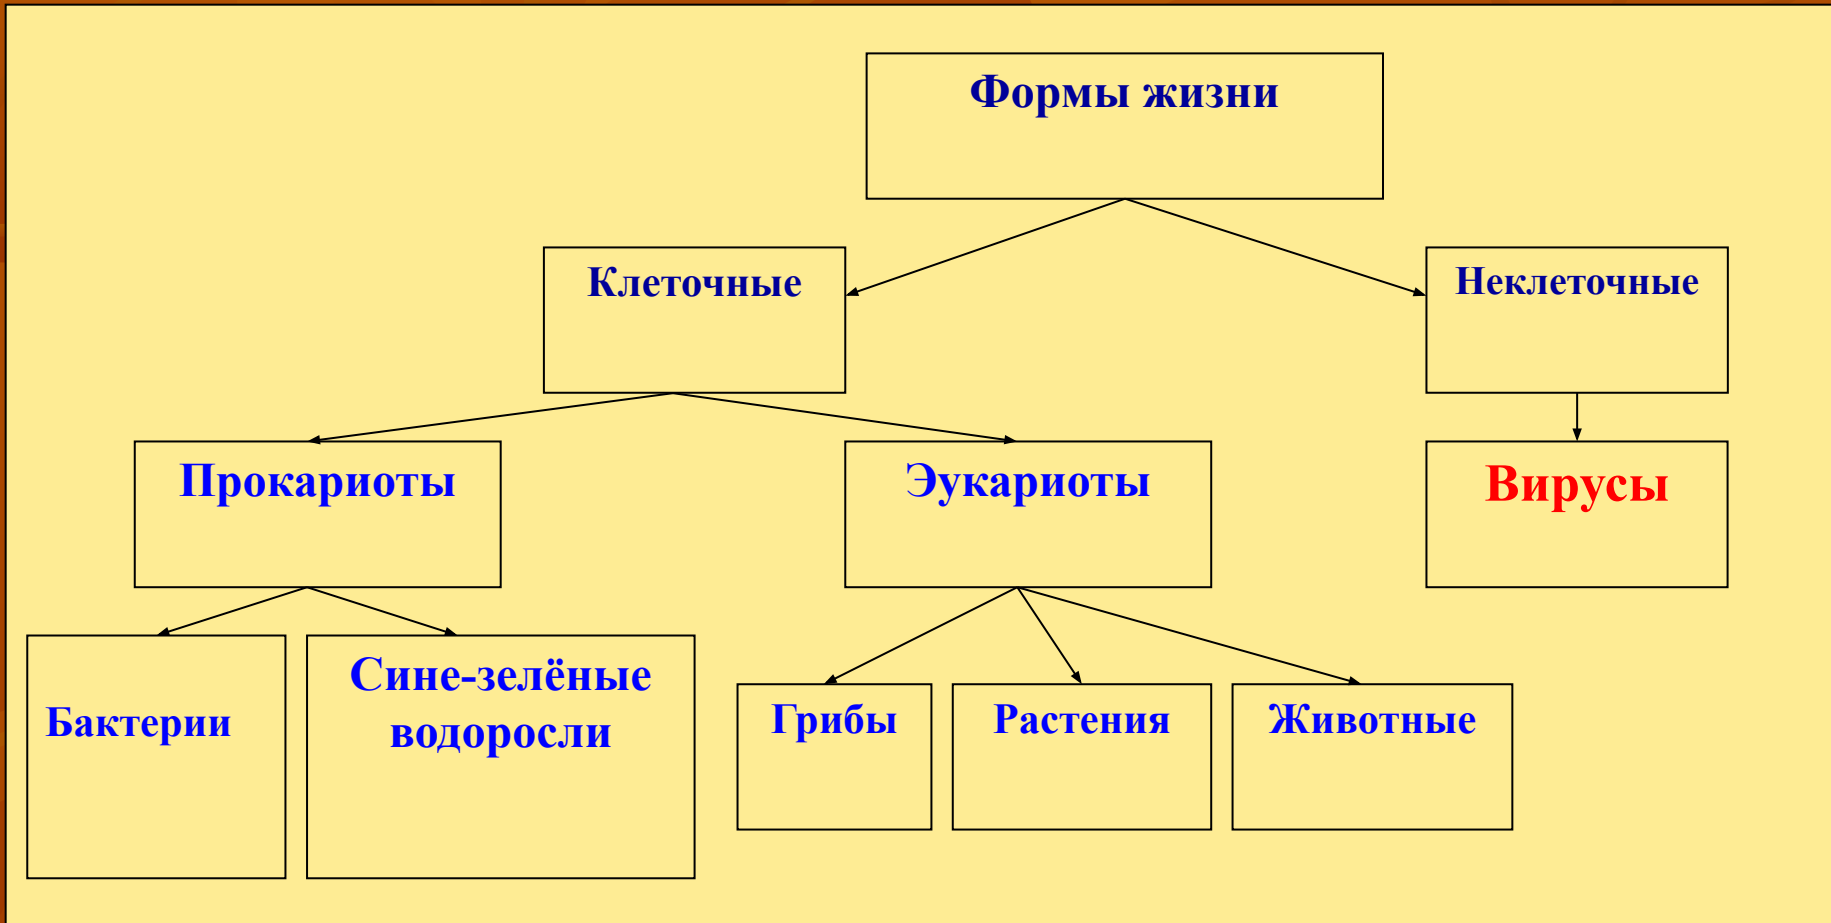 Формы жизни
Клеточные
Неклеточные
Прокариоты
Эукариоты
Вирусы
Бактерии
Сине-зелёные
водоросли
Грибы
Растения
Животные